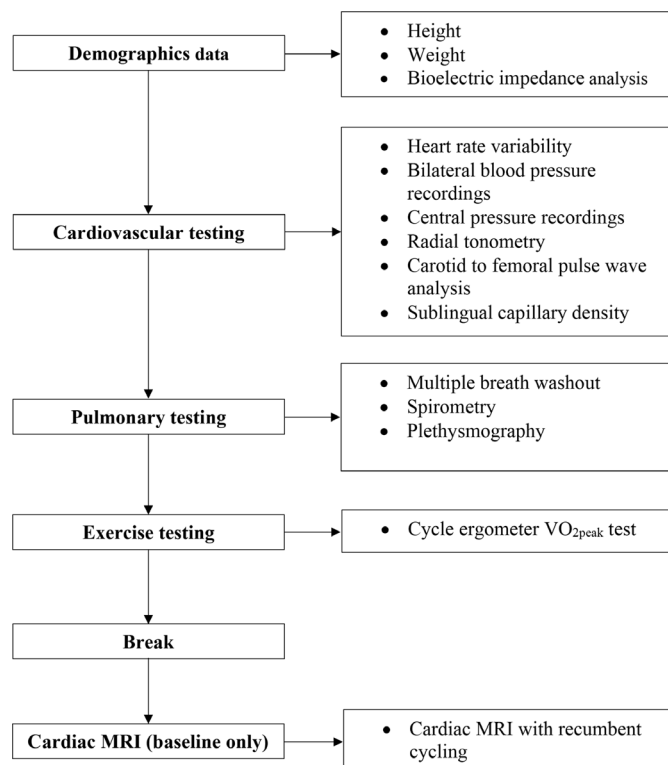 Demographics data
• Height
• Weight
• Bioelectric impedance analysis
Cardiovascular testing
• Heart rate variability
• Bilateral blood pressure
recordings
• Central pressure recordings
• Radial tonometry
• Carotid to femoral pulse wave
analysis
• Sublingual capillary density
Pulmonary testing
• Multiple breath washout
• Spirometry
• Plethysmography
Exercise testing
• Cycle ergometer VO2peak test
Break
Cardiac MRI (baseline only)
• Cardiac MRI with recumbent
cycling